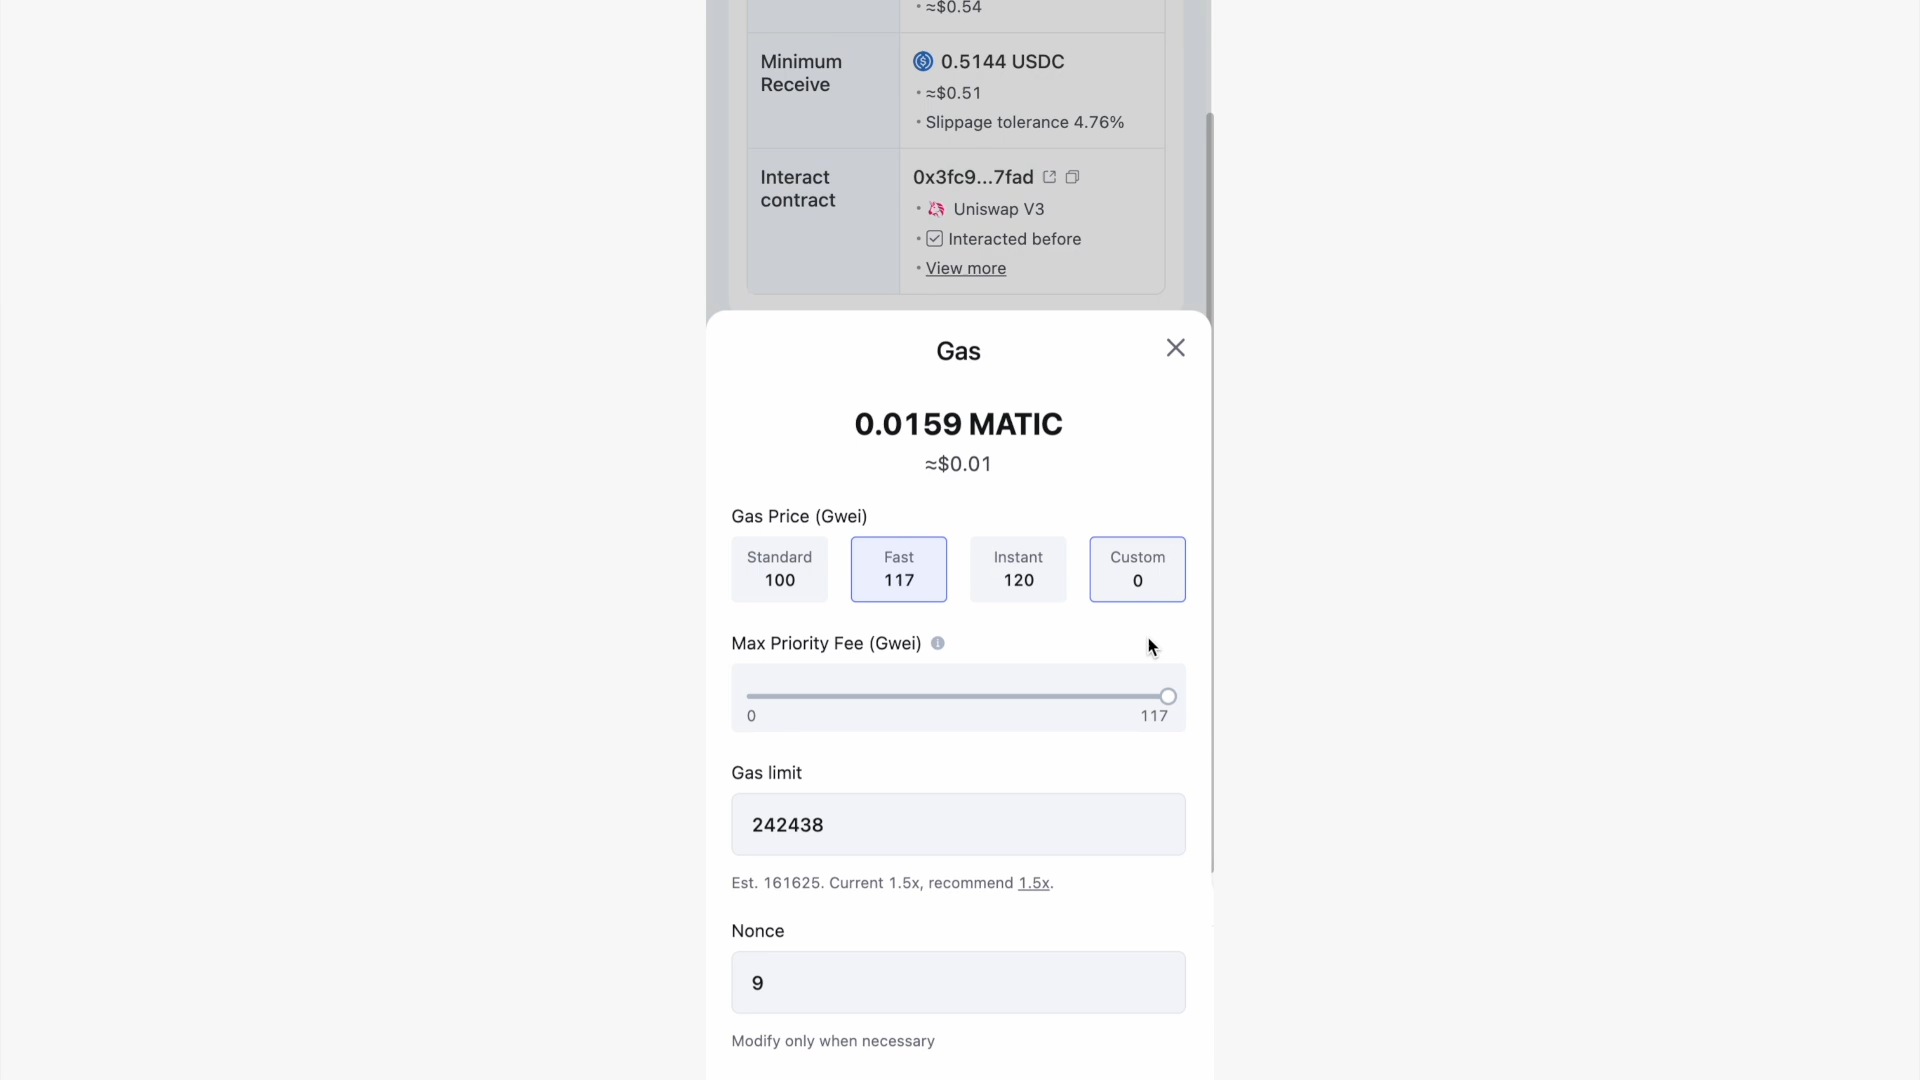 ≈$0.54
Minimum
Receive
0.5144 USDC
≈$0.51
Slippage tolerance 4.76%
Interact
contract
0x3fc9...7fad
Uniswap V3
Interacted before
View more
Gas
0.0159 MATIC
≈$0.01
Gas Price (Gwei)
Standard
100
Fast
117
Instant
120
Custom
0
Max Priority Fee (Gwei)
0
117
Gas limit
242438
Est. 161625. Current 1.5x, recommend 1.5x.
Nonce
9
Modify only when necessary